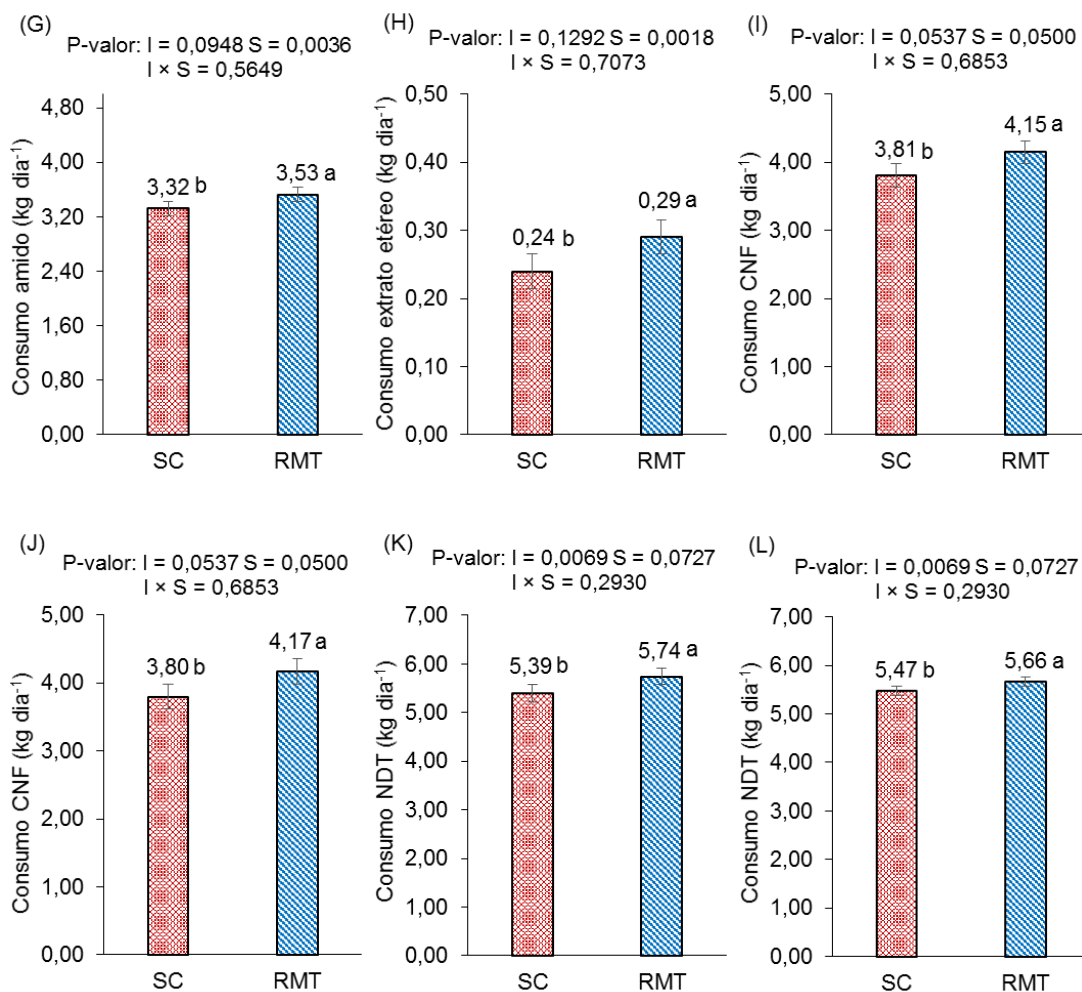 (G)
P-valor: I = 0,0948 S = 0,0036
I × S = 0,5649
Consumo amido (kg dia⁻¹)
4,80
4,00
3,20
2,40
1,60
0,80
0,00
3,32 b
3,53 a
SC
RMT
(H)
P-valor: I = 0,1292 S = 0,0018
I × S = 0,7073
Consumo extrato etéreo (kg dia⁻¹)
0,50
0,40
0,30
0,20
0,10
0,00
0,24 b
0,29 a
SC
RMT
(I)
P-valor: I = 0,0537 S = 0,0500
I × S = 0,6853
Consumo CNF (kg dia⁻¹)
5,00
4,00
3,00
2,00
1,00
0,00
3,81 b
4,15 a
SC
RMT
(J)
P-valor: I = 0,0537 S = 0,0500
I × S = 0,6853
Consumo CNF (kg dia⁻¹)
5,00
4,00
3,00
2,00
1,00
0,00
3,80 b
4,17 a
SC
RMT
(K)
P-valor: I = 0,0069 S = 0,0727
I × S = 0,2930
Consumo NDT (kg dia⁻¹)
7,00
6,00
5,00
4,00
3,00
2,00
1,00
0,00
5,39 b
5,74 a
SC
RMT
(L)
P-valor: I = 0,0069 S = 0,0727
I × S = 0,2930
Consumo NDT (kg dia⁻¹)
7,00
6,00
5,00
4,00
3,00
2,00
1,00
0,00
5,47 b
5,66 a
SC
RMT